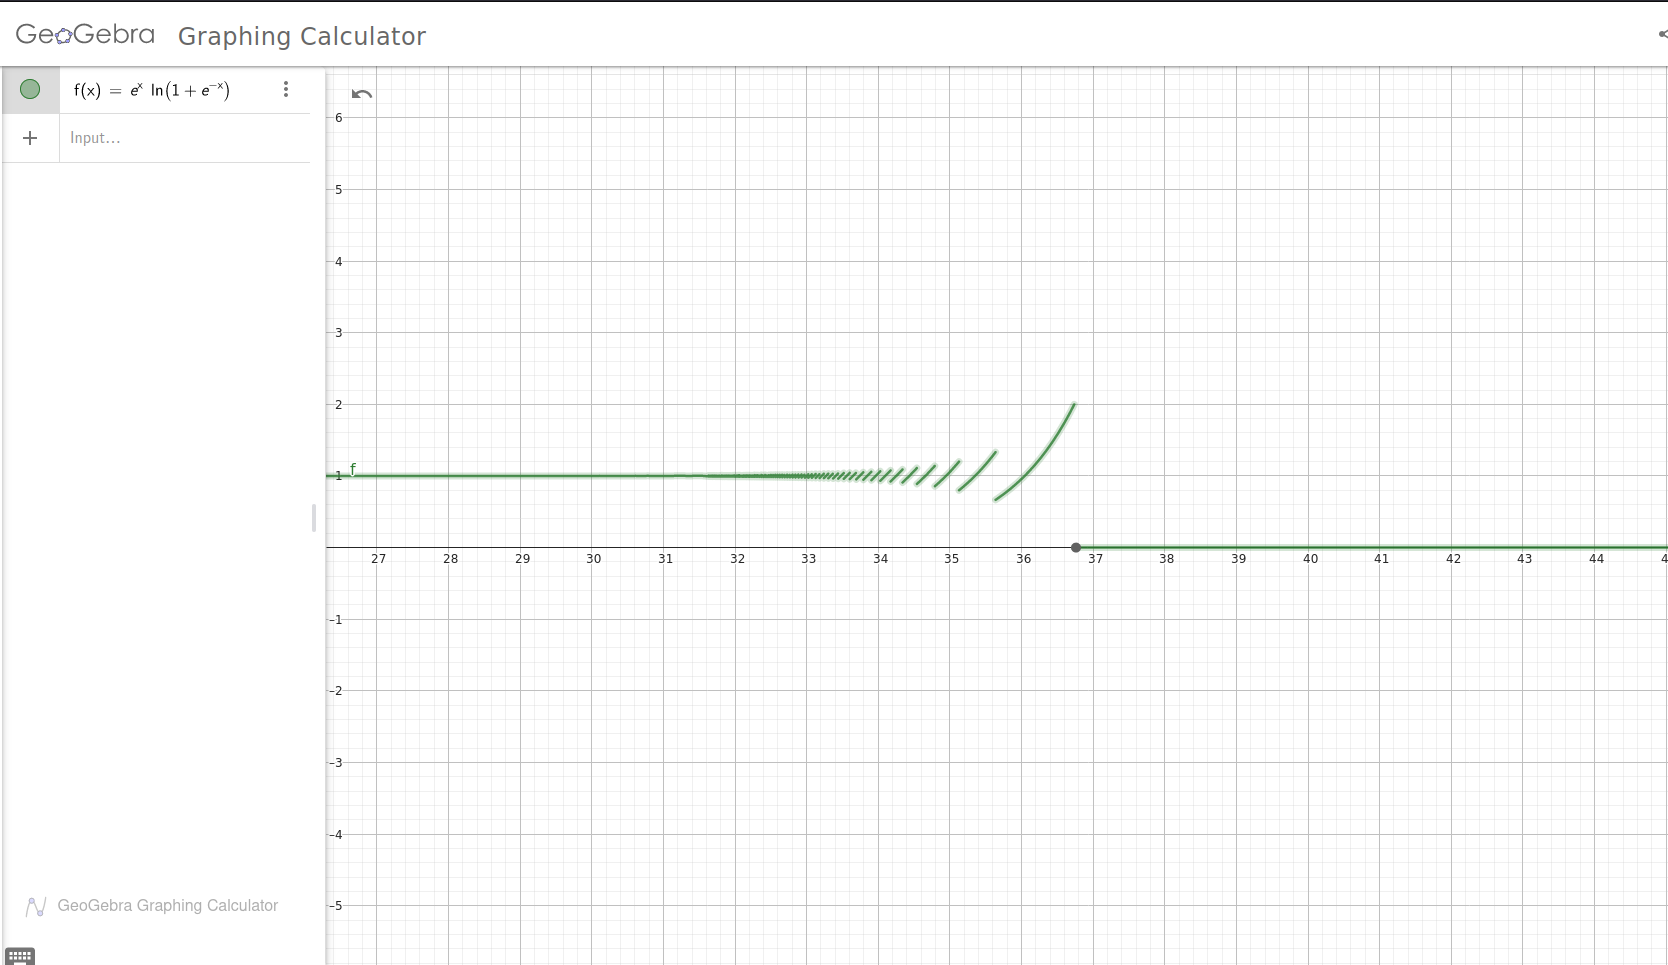 GeoGebra Graphing Calculator
f(x) = eˣ ln(1 + e⁻ˣ)
+ Input...
6
5
4
3
2
f
1
27 28 29 30 31 32 33 34 35 36 37 38 39 40 41 42 43 44 4
-1
-2
-3
-4
-5
GeoGebra Graphing Calculator